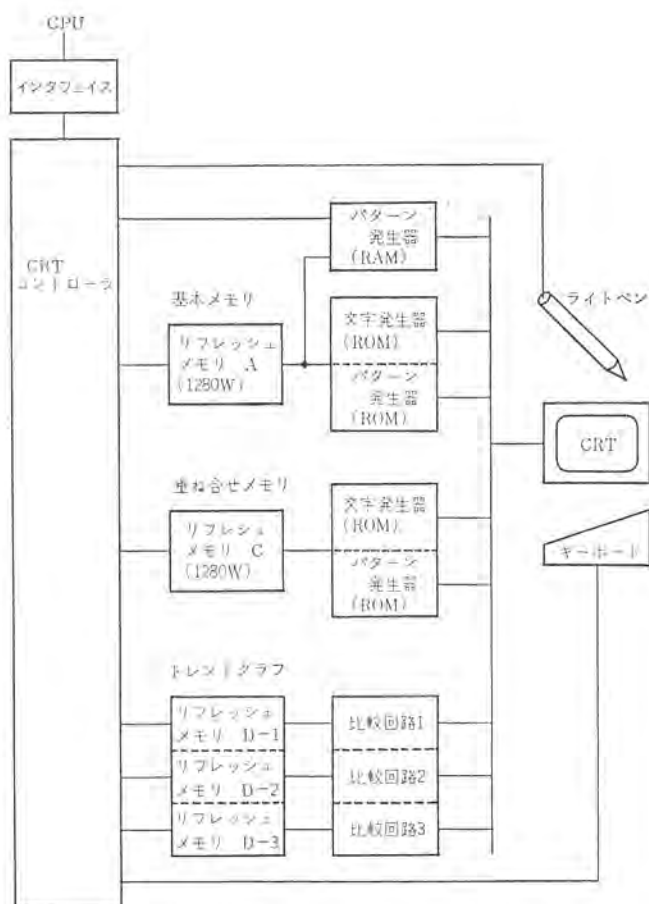 CPU
インタフェイス
CRT
コントローラ
パターン
発生器
(RAM)
ライトペン
基本メモリ
リフレッシュ
メモリ A
(1280W)
文字発生器
(ROM)
パターン
発生器
(ROM)
CRT
重ね合せメモリ
リフレシュ
メモリ C
(1280W)
文字発生器
(ROM)
パターン
発生器
(ROM)
キーボード
トレンドグラフ
リフレッシュ
メモリ D-1
比較回路1
リフレッシュ
メモリ D-2
比較回路2
リフレッシュ
メモリ D-3
比較回路3